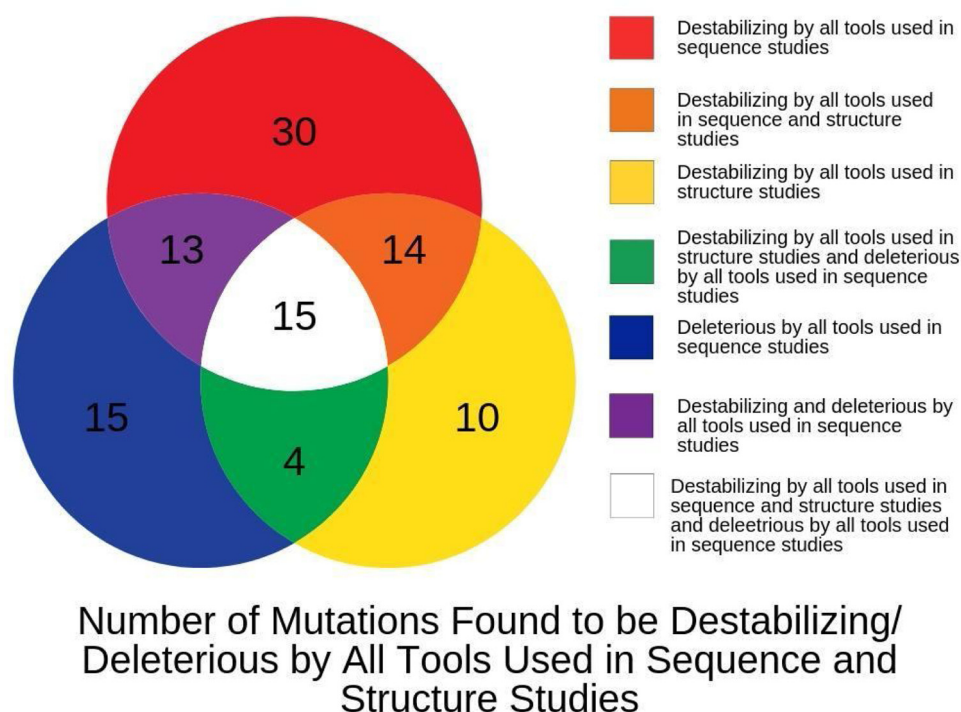 30
13
14
15
15
4
10
Destabilizing by all tools used in
sequence studies
Destabilizing by all tools used
in sequence and structure
studies
Destabilizing by all tools used in
structure studies
Destabilizing by all tools used in
structure studies and deleterious
by all tools used in sequence
studies
Deleterious by all tools used in
sequence studies
Destabilizing and deleterious by
all tools used in sequence
studies
Destabilizing by all tools used in
sequence and structure studies
and deleetrious by all tools used
in sequence studies
Number of Mutations Found to be Destabilizing/
Deleterious by All Tools Used in Sequence and
Structure Studies